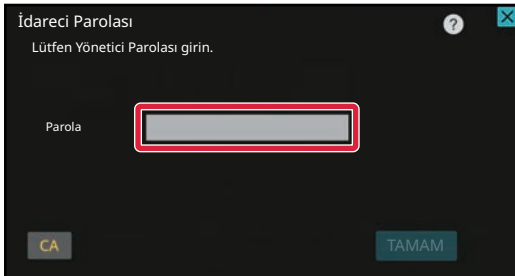 İdareci Parolası
?
Lütfen Yönetici Parolası girin.
Parola
CA
TAMAM